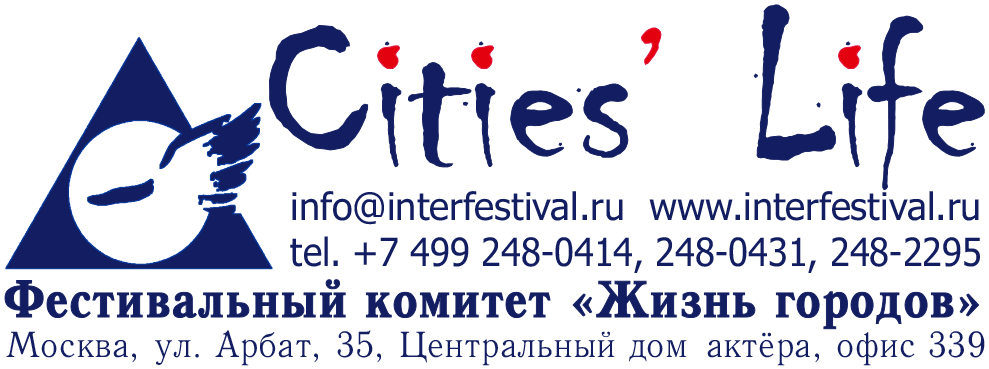 Cities’ Life
info@interfestival.ru www.interfestival.ru
tel. +7 499 248-0414, 248-0431, 248-2295
Фестивальный комитет «Жизнь городов»
Москва, ул. Арбат, 35, Центральный дом актёра, офис 339